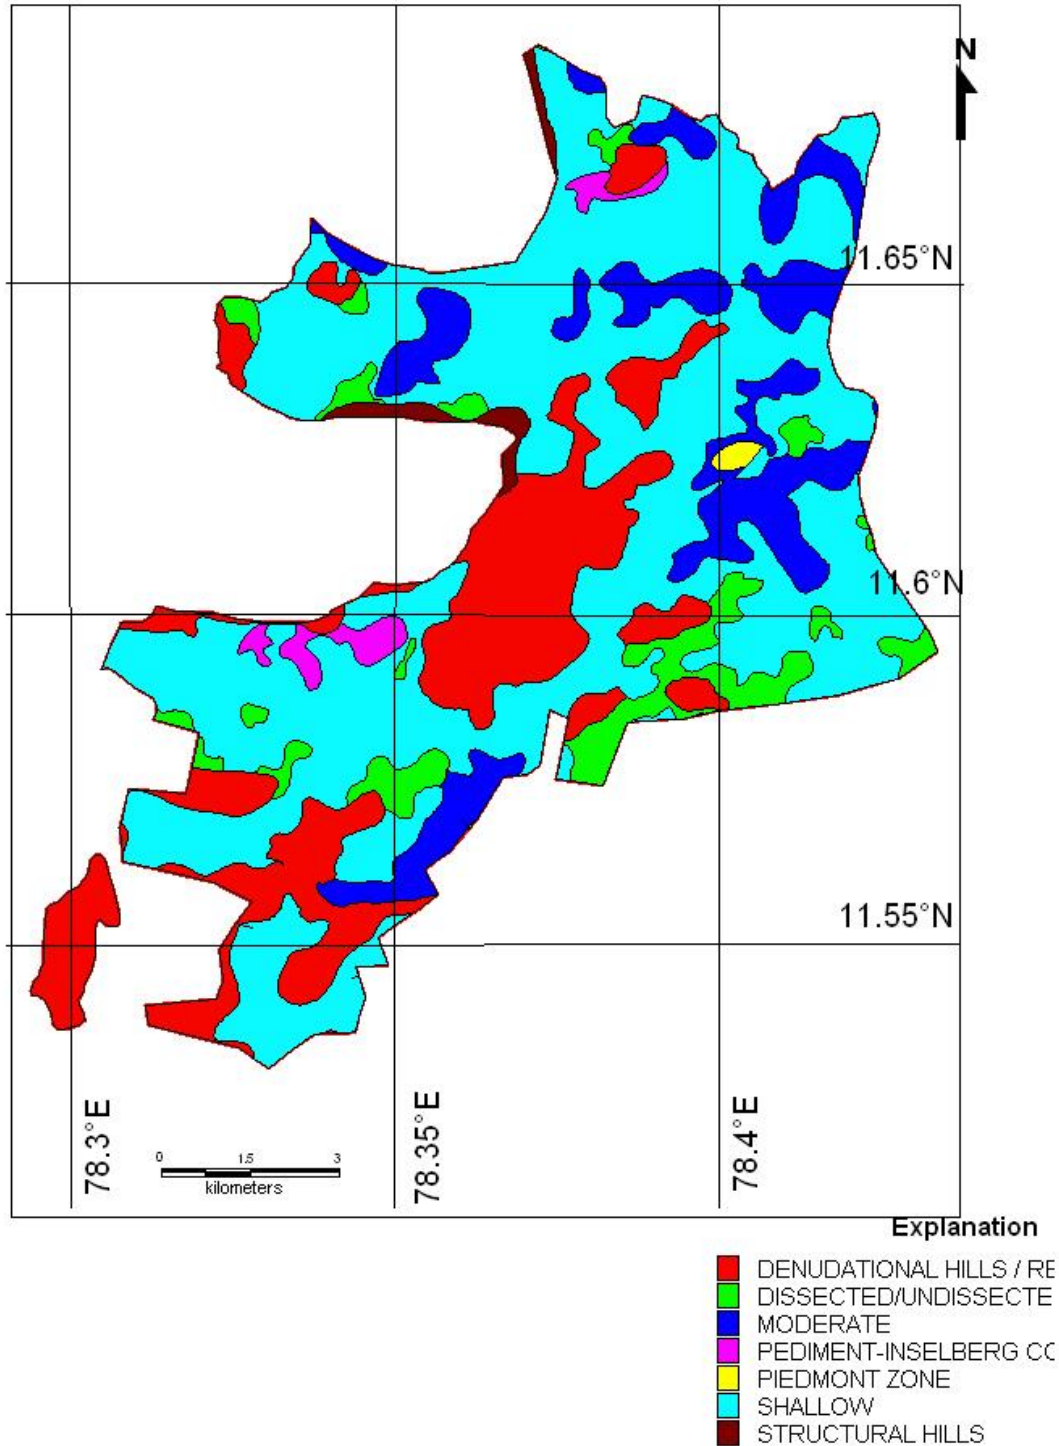 N
11.65°N
11.6°N
11.55°N
78.3°E
78.35°E
78.4°E
0 1.5 3
kilometers
Explanation
DENUDATIONAL HILLS / RE
DISSECTED/UNDISSECTE
MODERATE
PEDIMENT-INSELBERG CO
PIEDMONT ZONE
SHALLOW
STRUCTURAL HILLS